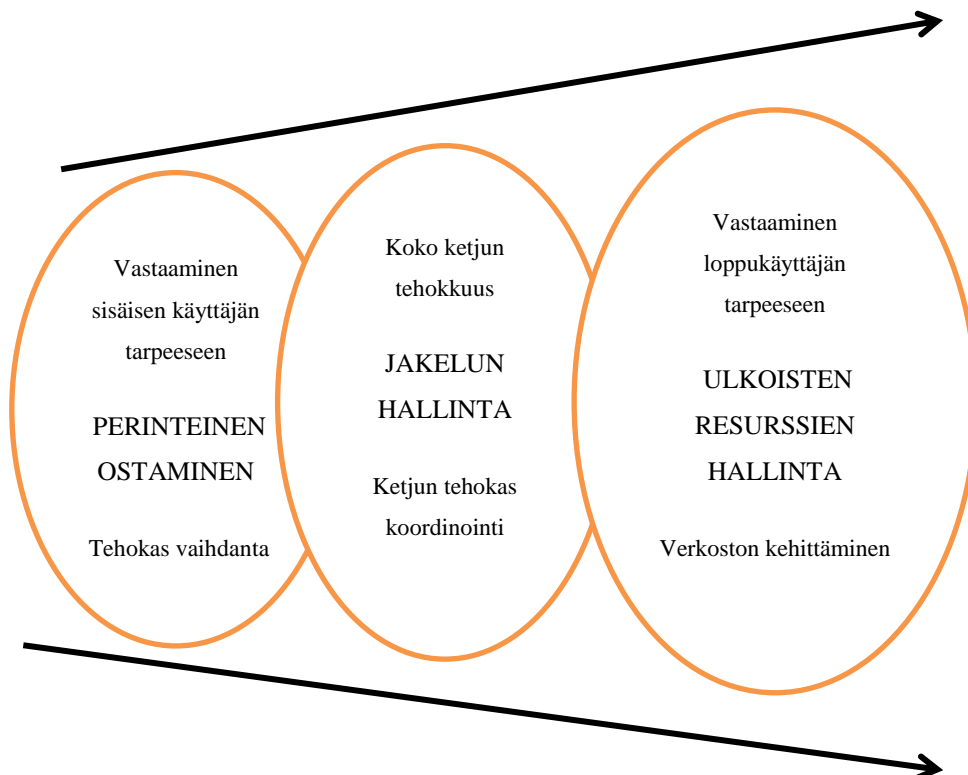 Vastaaminen
sisäisen käyttäjän
tarpeeseen
PERINTEINEN
OSTAMINEN
Tehokas vaihdanta
Koko ketjun
tehokkuus
JAKELUN
HALLINTA
Ketjun tehokas
koordinointi
Vastaaminen
loppukäyttäjän
tarpeeseen
ULKOISTEN
RESURSSIEN
HALLINTA
Verkoston kehittäminen